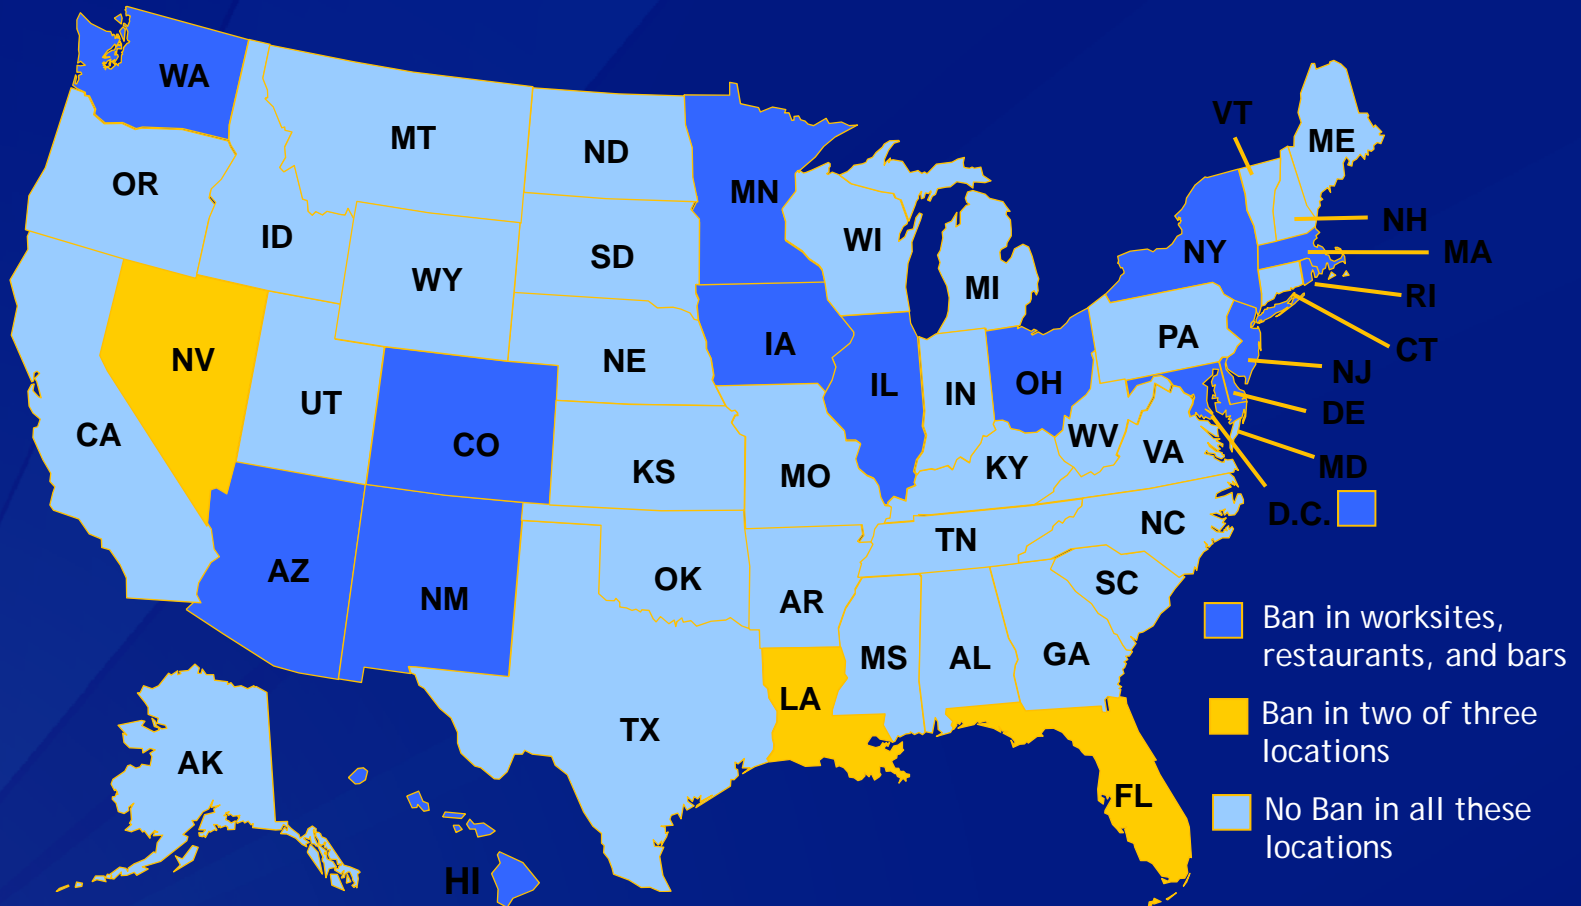 WA
MT
ND
MN
VT
ME
OR
ID
WY
SD
WI
MI
NY
NH
MA
RI
CT
NV
UT
CO
NE
IA
IL
IN
OH
PA
NJ
DE
MD
D.C.
CA
AZ
NM
KS
MO
KY
WV
VA
OK
AR
TN
NC
SC
TX
LA
MS
AL
GA
FL
AK
HI
Ban in worksites,
restaurants, and bars
Ban in two of three
locations
No Ban in all these
locations